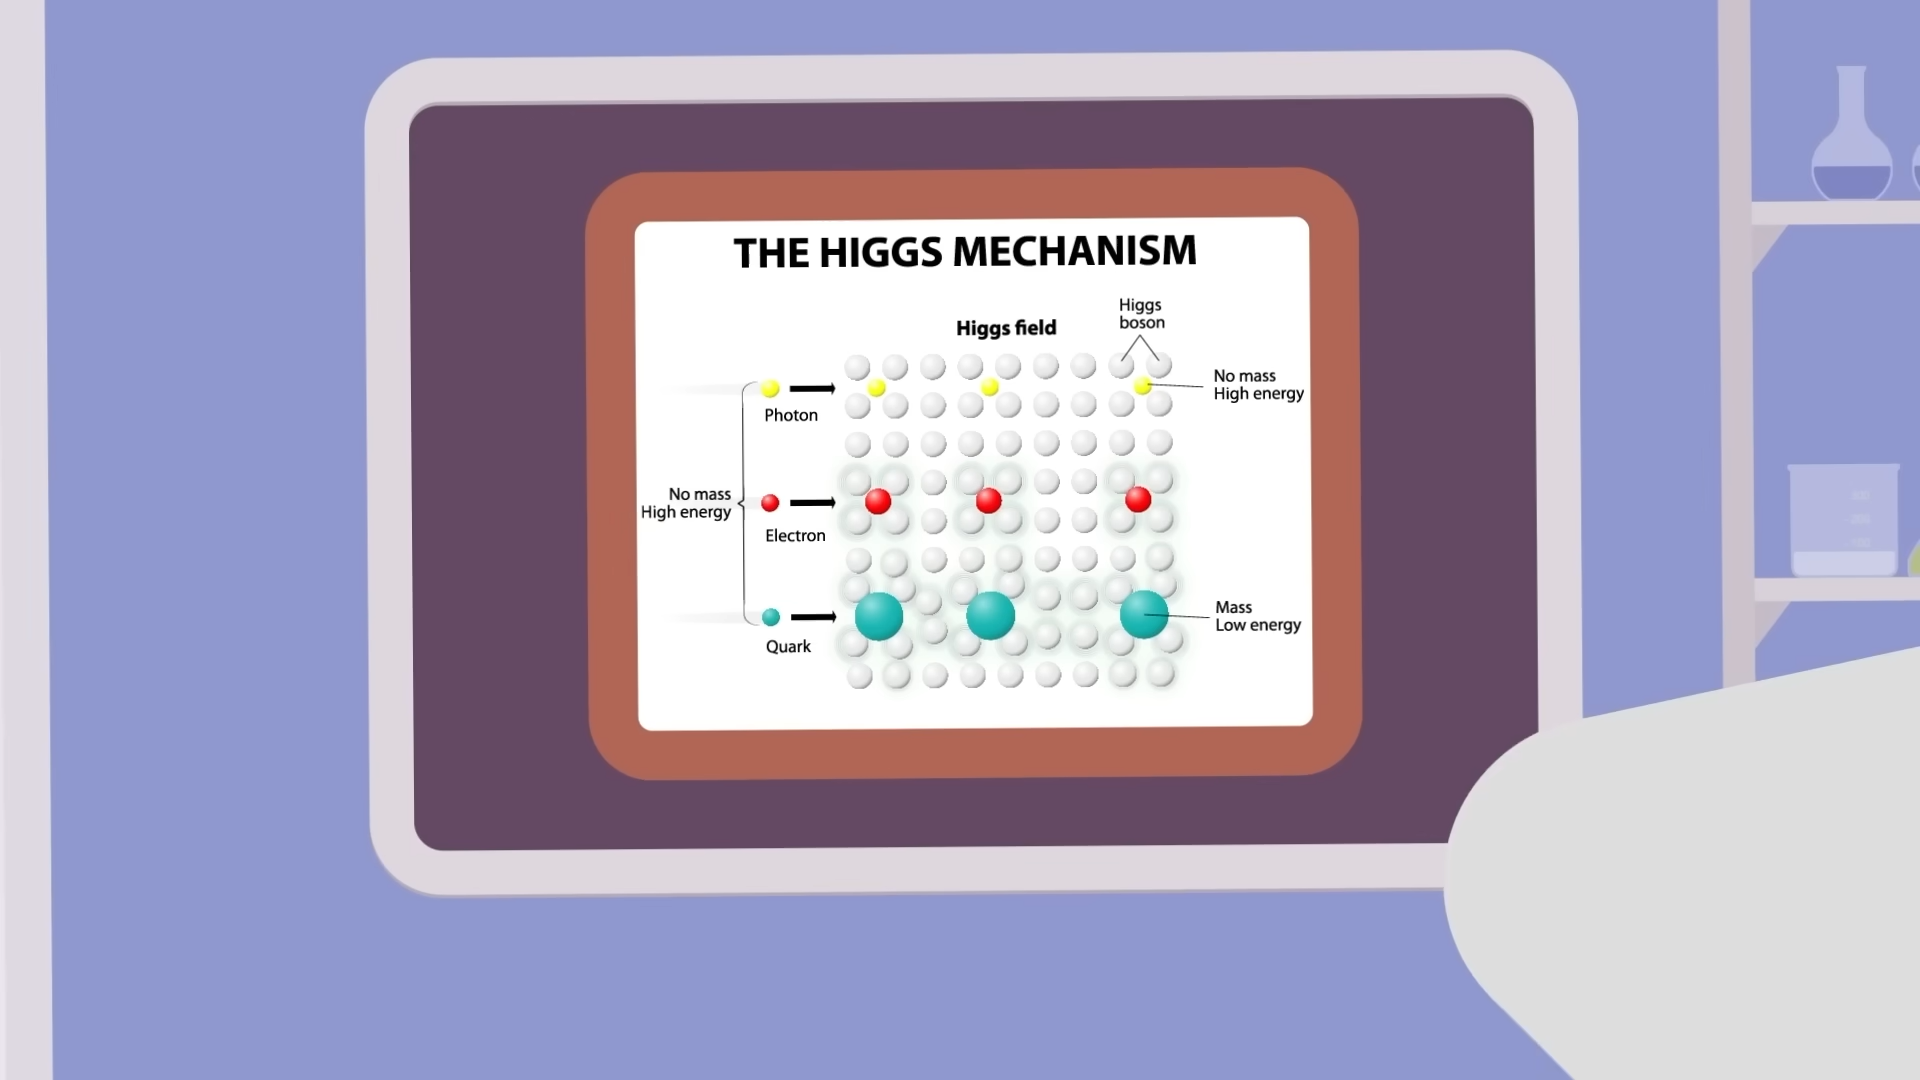 THE HIGGS MECHANISM
Higgs
boson
Higgs field
No mass
High energy
Photon
No mass
High energy
Electron
Mass
Low energy
Quark